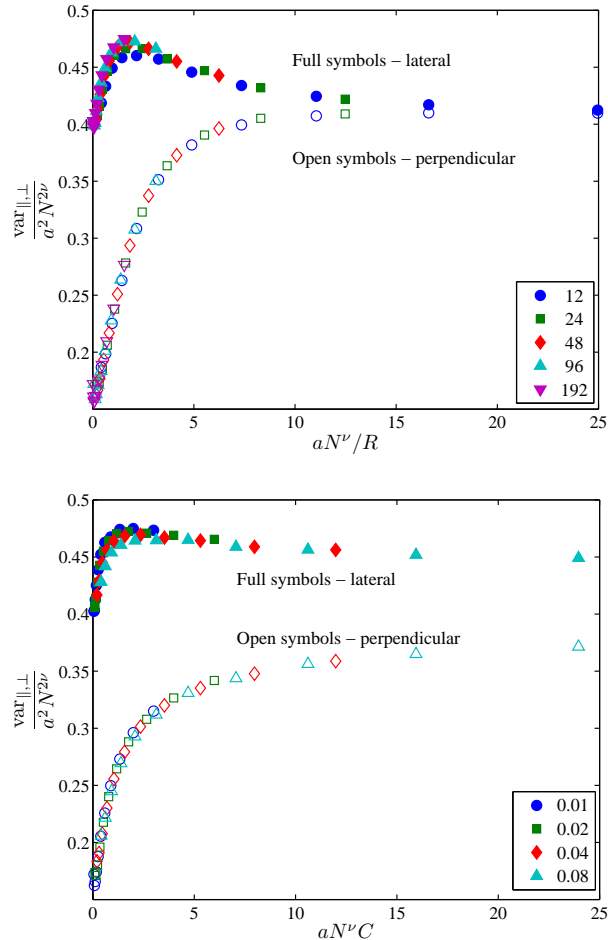 0.5
Full symbols – lateral
0.45
0.4
Open symbols – perpendicular
0.35
var||,⊥
a²N²ν
0.3
0.25
0.2
12
24
48
96
192
0 5 10 15 20 25
aNν/R
0.5
0.45
Full symbols – lateral
0.4
Open symbols – perpendicular
0.35
var||,⊥
a²N²ν
0.3
0.25
0.2
0.01
0.02
0.04
0.08
0 5 10 15 20 25
aNνC